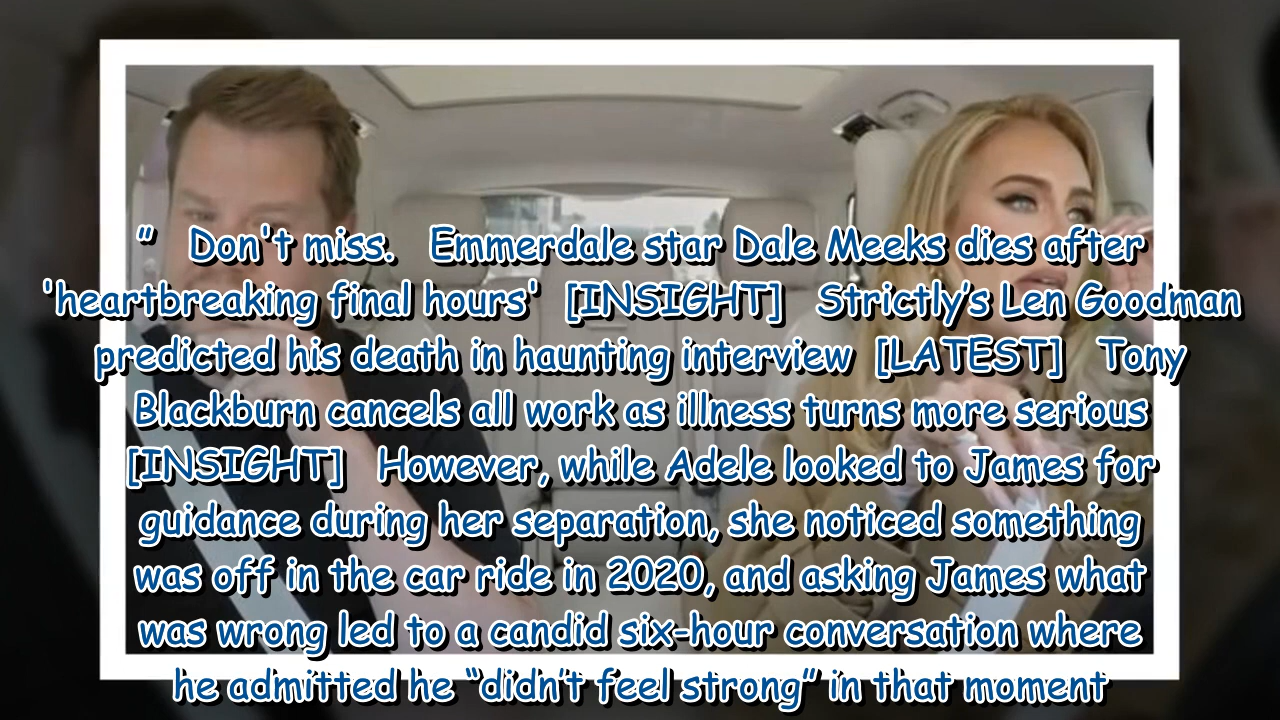 ”   Don't miss.   Emmerdale star Dale Meeks dies after
'heartbreaking final hours'  [INSIGHT]   Strictly’s Len Goodman
predicted his death in haunting interview  [LATEST]   Tony
Blackburn cancels all work as illness turns more serious
[INSIGHT]   However, while Adele looked to James for
guidance during her separation, she noticed something
was off in the car ride in 2020, and asking James what
was wrong led to a candid six-hour conversation where
he admitted he “didn’t feel strong” in that moment